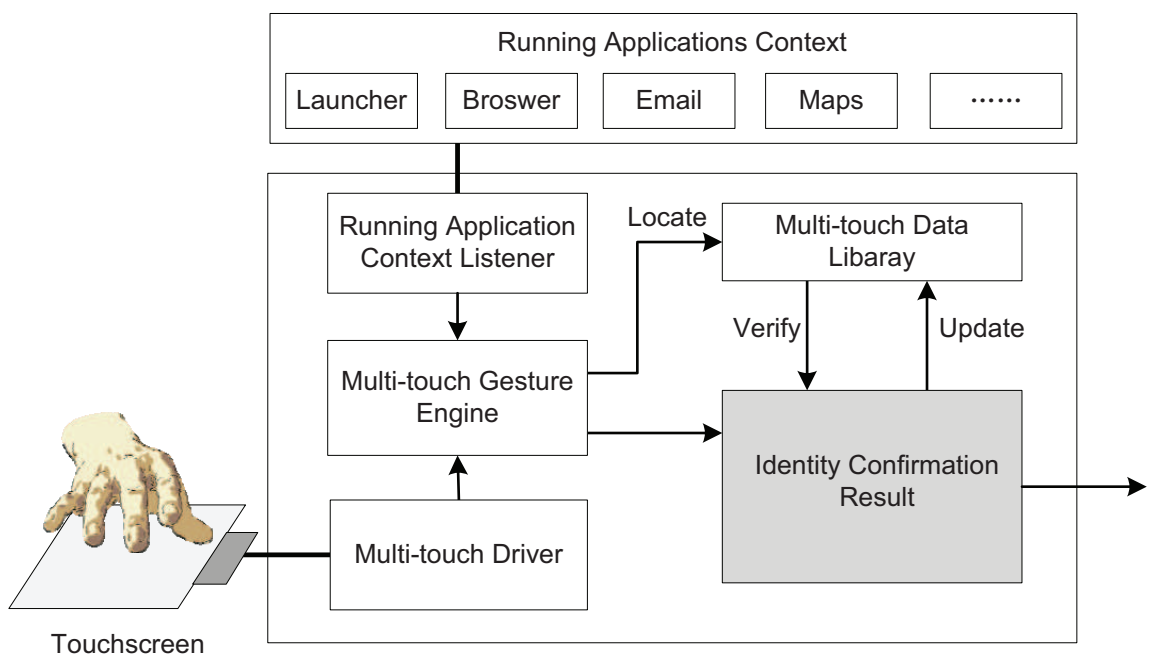 Running Applications Context
Launcher
Broswer
Email
Maps
······
Running Application
Context Listener
Locate
Multi-touch Data
Libaray
Verify
Update
Multi-touch Gesture
Engine
Identity Confirmation
Result
Multi-touch Driver
Touchscreen